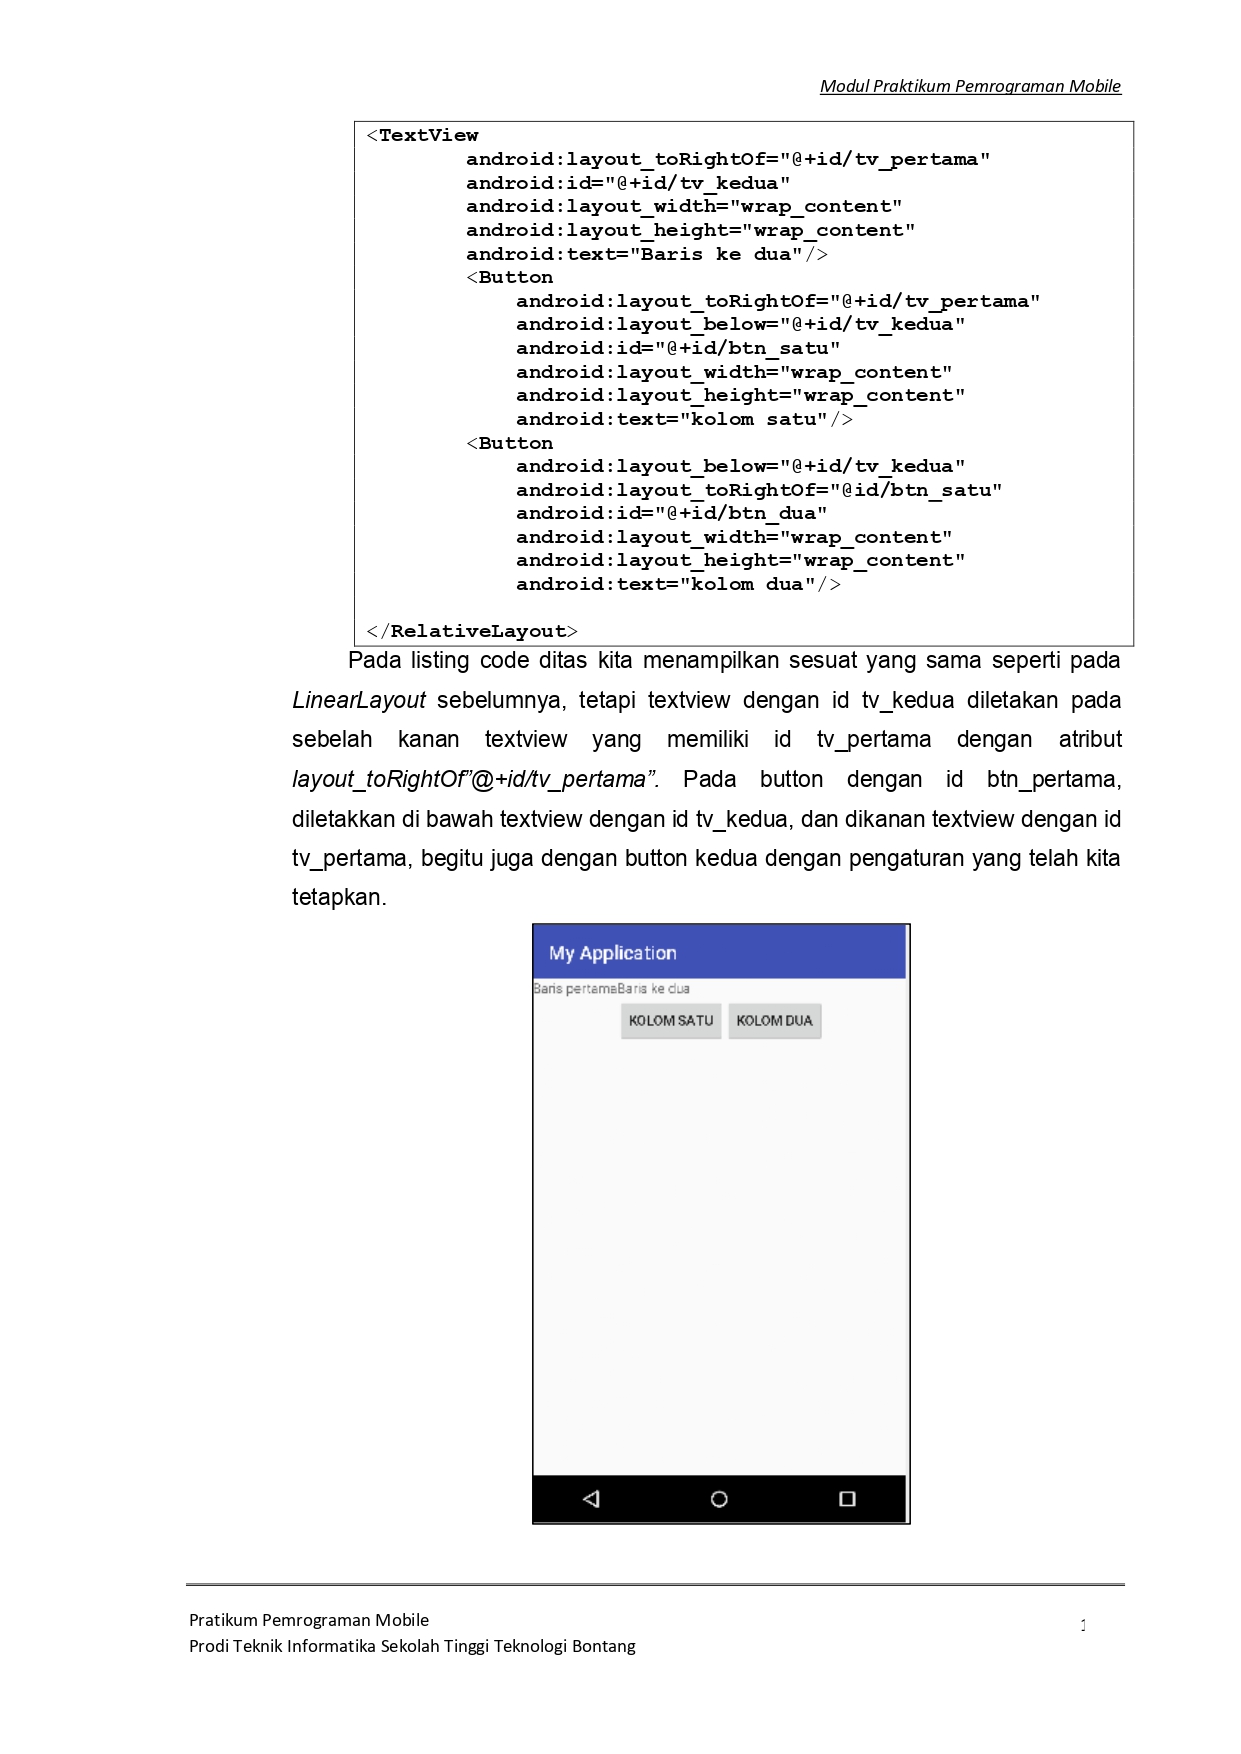 Modul Praktikum Pemrograman Mobile
<TextView
android:layout_toRightOf="@+id/tv_pertama"
android:id="@+id/tv_kedua"
android:layout_width="wrap_content"
android:layout_height="wrap_content"
android:text="Baris ke dua"/>
<Button
android:layout_toRightOf="@+id/tv_pertama"
android:layout_below="@+id/tv_kedua"
android:id="@+id/btn_satu"
android:layout_width="wrap_content"
android:layout_height="wrap_content"
android:text="kolom satu"/>
<Button
android:layout_below="@+id/tv_kedua"
android:layout_toRightOf="@id/btn_satu"
android:id="@+id/btn_dua"
android:layout_width="wrap_content"
android:layout_height="wrap_content"
android:text="kolom dua"/>
</RelativeLayout>
Pada listing code ditas kita menampilkan sesuat yang sama seperti pada
LinearLayout sebelumnya, tetapi textview dengan id tv_kedua diletakan pada
sebelah kanan textview yang memiliki id tv_pertama dengan atribut
layout_toRightOf”@+id/tv_pertama”. Pada button dengan id btn_pertama,
diletakkan di bawah textview dengan id tv_kedua, dan dikanan textview dengan id
tv_pertama, begitu juga dengan button kedua dengan pengaturan yang telah kita
tetapkan.
My Application
Baris pertamaBaris ke dua
KOLOM SATU KOLOM DUA
Pratikum Pemrograman Mobile
Prodi Teknik Informatika Sekolah Tinggi Teknologi Bontang